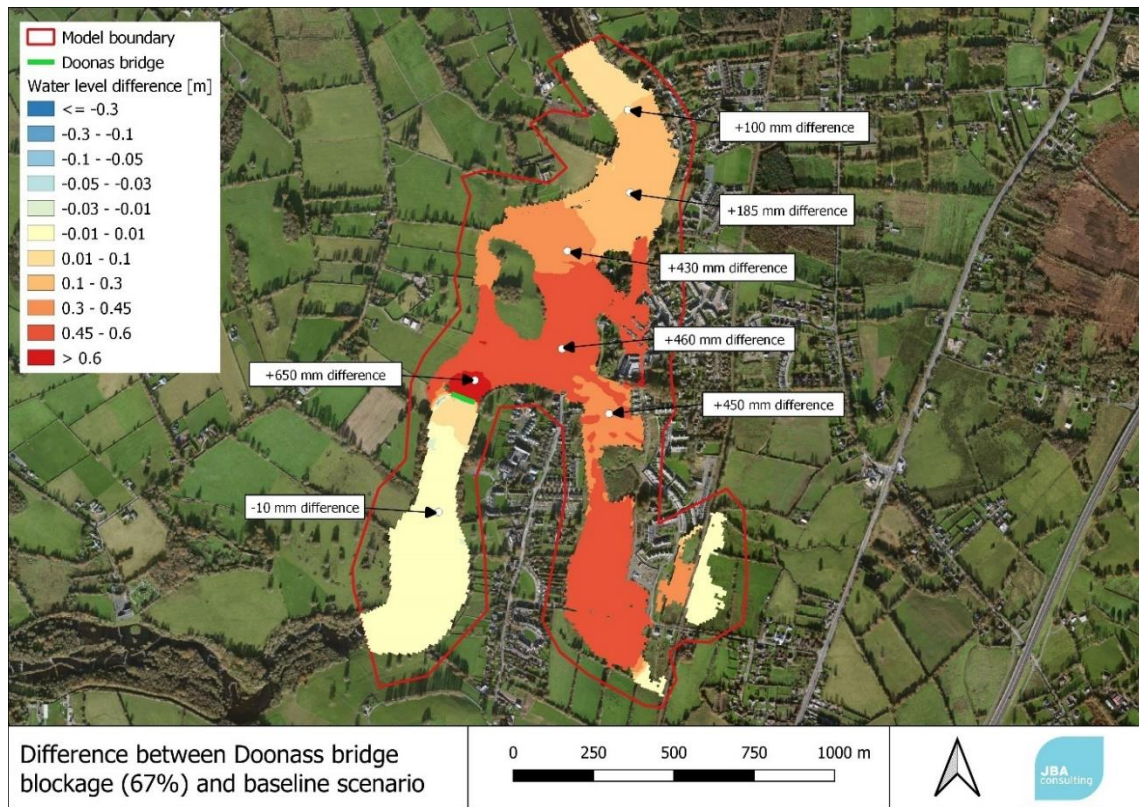 Model boundary
Doonas bridge
Water level difference [m]
<= -0.3
-0.3 - -0.1
-0.1 - -0.05
-0.05 - -0.03
-0.03 - -0.01
-0.01 - 0.01
0.01 - 0.1
0.1 - 0.3
0.3 - 0.45
0.45 - 0.6
> 0.6
+100 mm difference
+185 mm difference
+430 mm difference
+460 mm difference
+650 mm difference
+450 mm difference
-10 mm difference
Difference between Doonass bridge
blockage (67%) and baseline scenario
0 250 500 750 1000 m
JBA
consulting